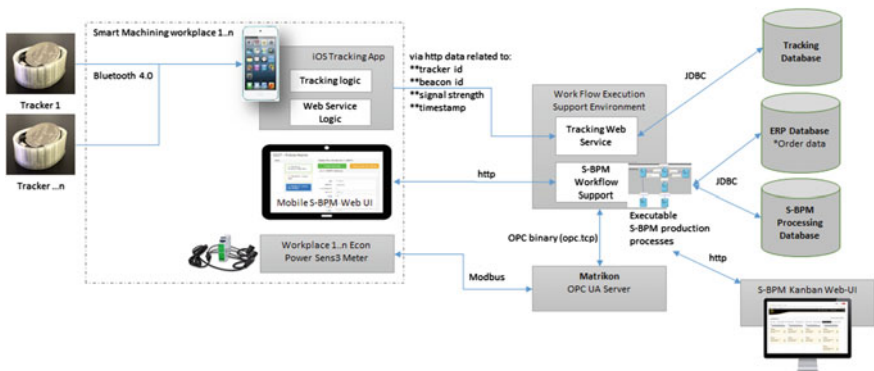 Smart Machining workplace 1..n
Bluetooth 4.0
Tracker 1
Tracker ...n
iOS Tracking App
Tracking logic
Web Service
Logic
via http data related to:
**tracker id
**beacon id
**signal strength
**timestamp
Work Flow Execution
Support Environment
Tracking Web
Service
S-BPM
Workflow
Support
Executable
S-BPM production
processes
JDBC
Tracking
Database
ERP Database
*Order data
JDBC
S-BPM
Processing
Database
http
Mobile S-BPM-Web UI
Workplace 1..n Econ
Power Sens3 Meter
OPC binary (opc.tcp)
Modbus
Matrikon
OPC UA Server
http
S-BPM Kanban Web-UI